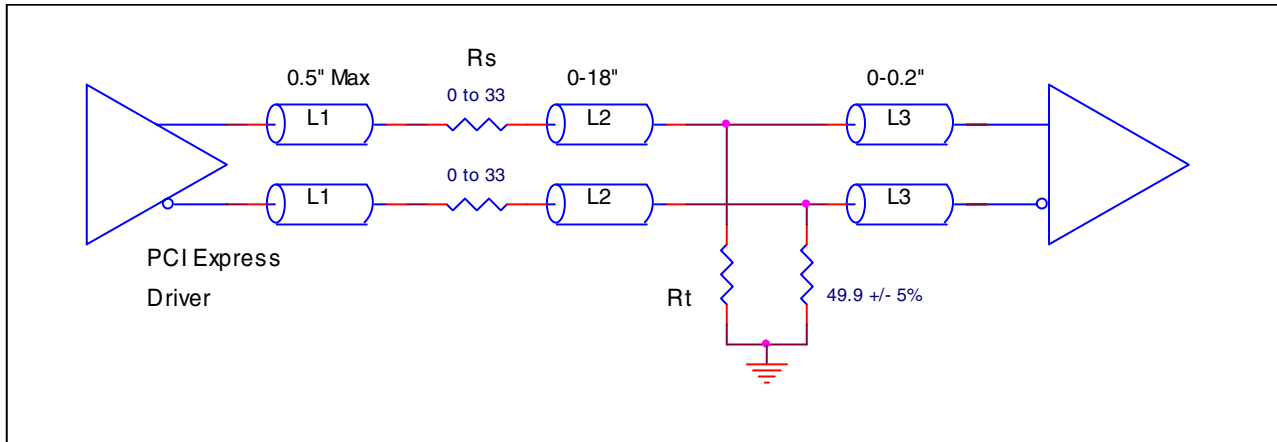 Rs
0.5" Max
0-18"
0-0.2"
0 to 33
L1
L2
L3
0 to 33
L1
L2
L3
PCI Express
Driver
Rt
49.9 +/- 5%